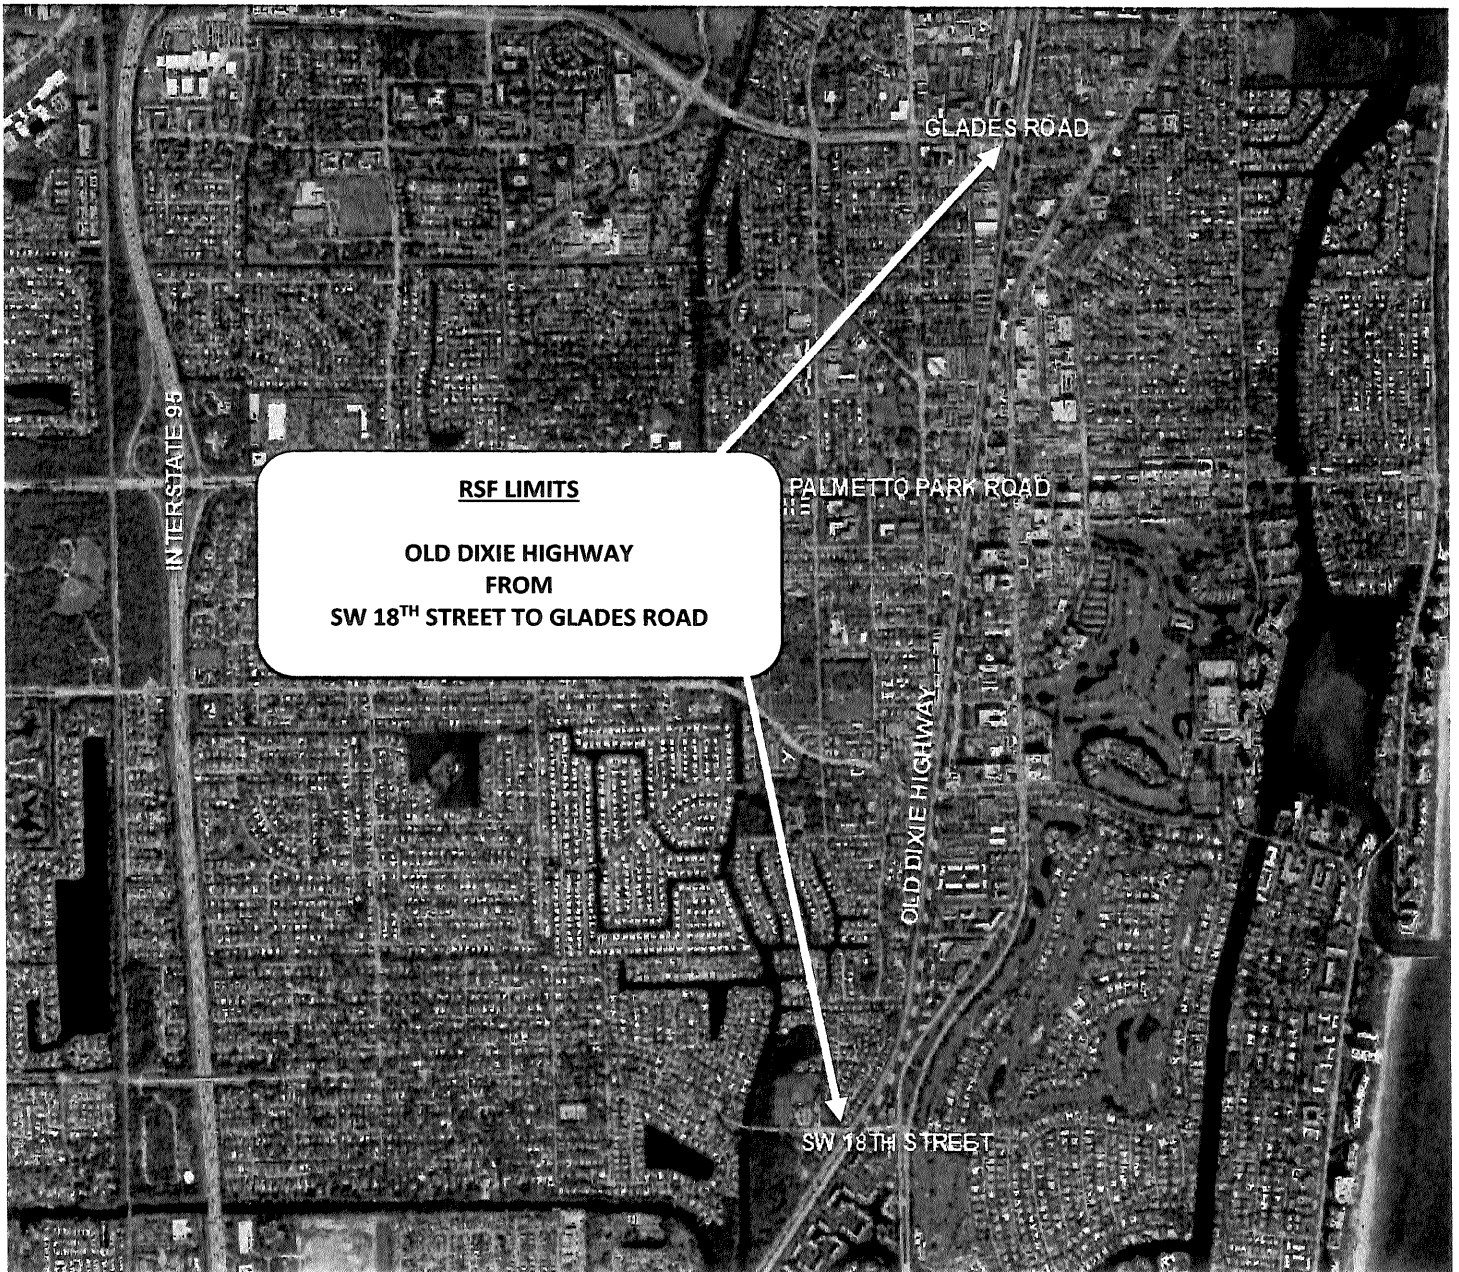 GLADES ROAD
INTERSTATE 95
RSF LIMITS
OLD DIXIE HIGHWAY
FROM
SW 18TH STREET TO GLADES ROAD
PALMETTO PARK ROAD
OLD DIXIE HIGHWAY
SW 18TH STREET